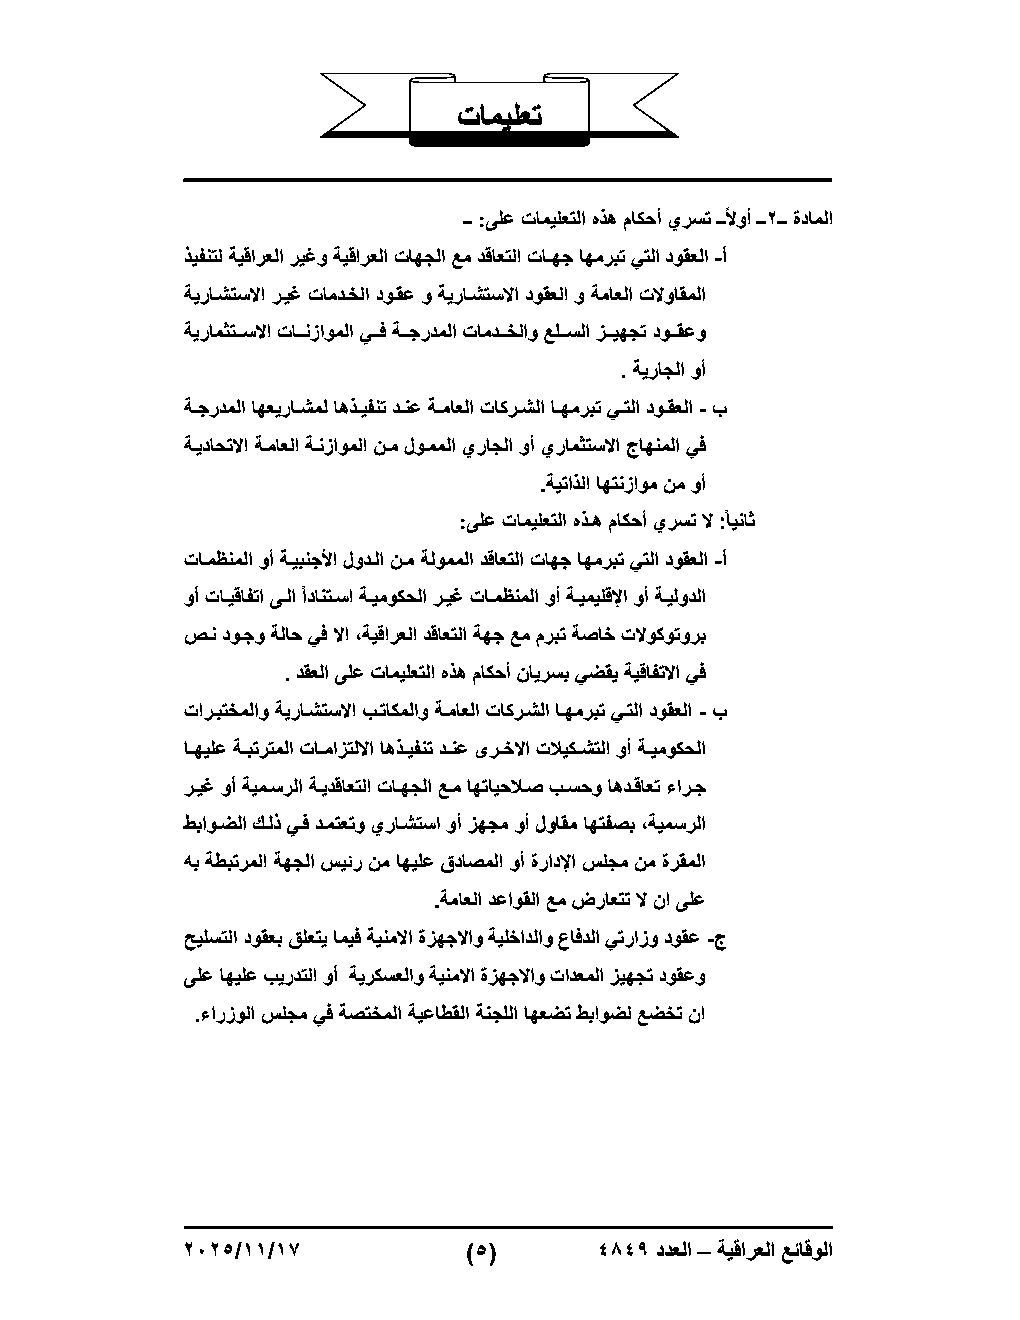 تعليمات
المادة ــ٢ــ أولاًــ تسري أحكام هذه التعليمات على: ــ
أ- العقود التي تبرمها جهات التعاقد مع الجهات العراقية وغير العراقية لتنفيذ
المقاولات العامة و العقود الاستشارية و عقود الخدمات غير الاستشارية
وعقود تجهيز السلع والخدمات المدرجة في الموازنات الاستثمارية
أو الجارية .
ب - العقود التي تبرمها الشركات العامة عند تنفيذها لمشاريعها المدرجة
في المنهاج الاستثماري أو الجاري الممول من الموازنة العامة الاتحادية
أو من موازنتها الذاتية.
ثانياً: لا تسري أحكام هذه التعليمات على:
أ- العقود التي تبرمها جهات التعاقد الممولة من الدول الأجنبية أو المنظمات
الدولية أو الإقليمية أو المنظمات غير الحكومية استناداً الى اتفاقيات أو
بروتوكولات خاصة تبرم مع جهة التعاقد العراقية، الا في حالة وجود نص
في الاتفاقية يقضي بسريان أحكام هذه التعليمات على العقد .
ب - العقود التي تبرمها الشركات العامة والمكاتب الاستشارية والمختبرات
الحكومية أو التشكيلات الاخرى عند تنفيذها الالتزامات المترتبة عليها
جراء تعاقدها وحسب صلاحياتها مع الجهات التعاقدية الرسمية أو غير
الرسمية، بصفتها مقاول أو مجهز أو استشاري وتعتمد في ذلك الضوابط
المقرة من مجلس الإدارة أو المصادق عليها من رئيس الجهة المرتبطة به
على ان لا تتعارض مع القواعد العامة.
ج- عقود وزارتي الدفاع والداخلية والاجهزة الامنية فيما يتعلق بعقود التسليح
وعقود تجهيز المعدات والاجهزة الامنية والعسكرية أو التدريب عليها على
ان تخضع لضوابط تضعها اللجنة القطاعية المختصة في مجلس الوزراء.
الوقائع العراقية – العدد ٤٨٤٩
(٥)
٢٠٢٥/١١/١٧